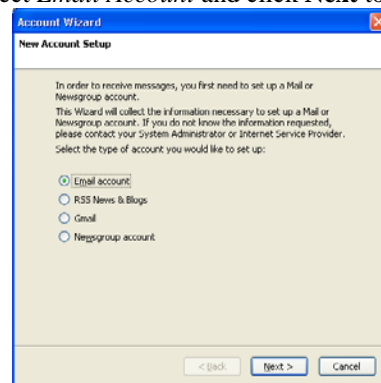 ect Email Account and click Next to
Account Wizard
New Account Setup
In order to receive messages, you first need to set up a Mail or
Newsgroup account.
This Wizard will collect the information necessary to set up a Mail or
Newsgroup account. If you do not know the information requested,
please contact your System Administrator or Internet Service Provider.
Select the type of account you would like to set up:
Email account
RSS News & Blogs
Gmail
Newsgroup account
< Back
Next >
Cancel